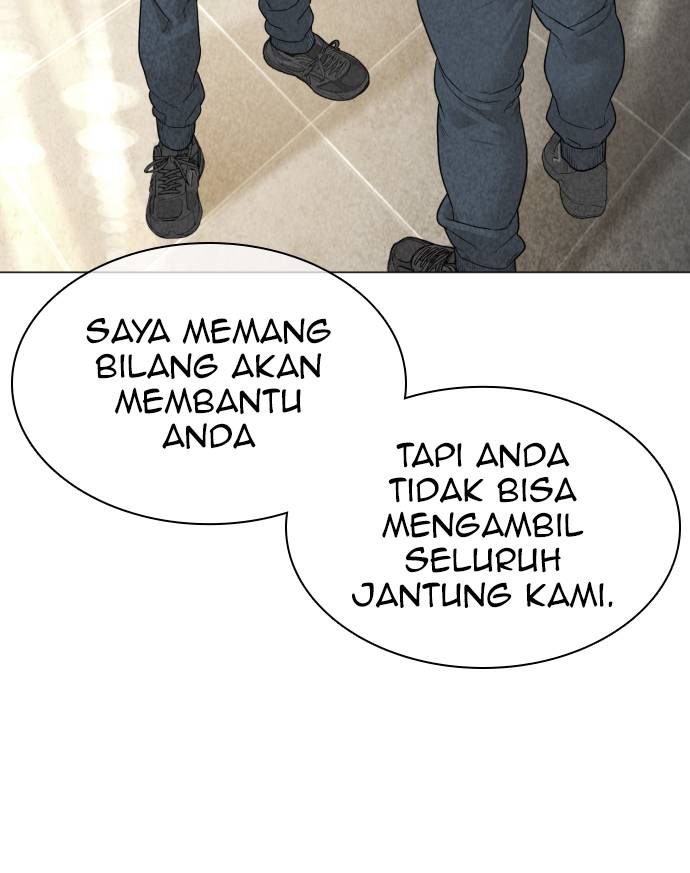 SAYA MEMANG
BILANG AKAN
MEMBANTU
ANDA
TAPI ANDA
TIDAK BISA
MENGAMBIL
SELURUH
JANTUNG KAMI.